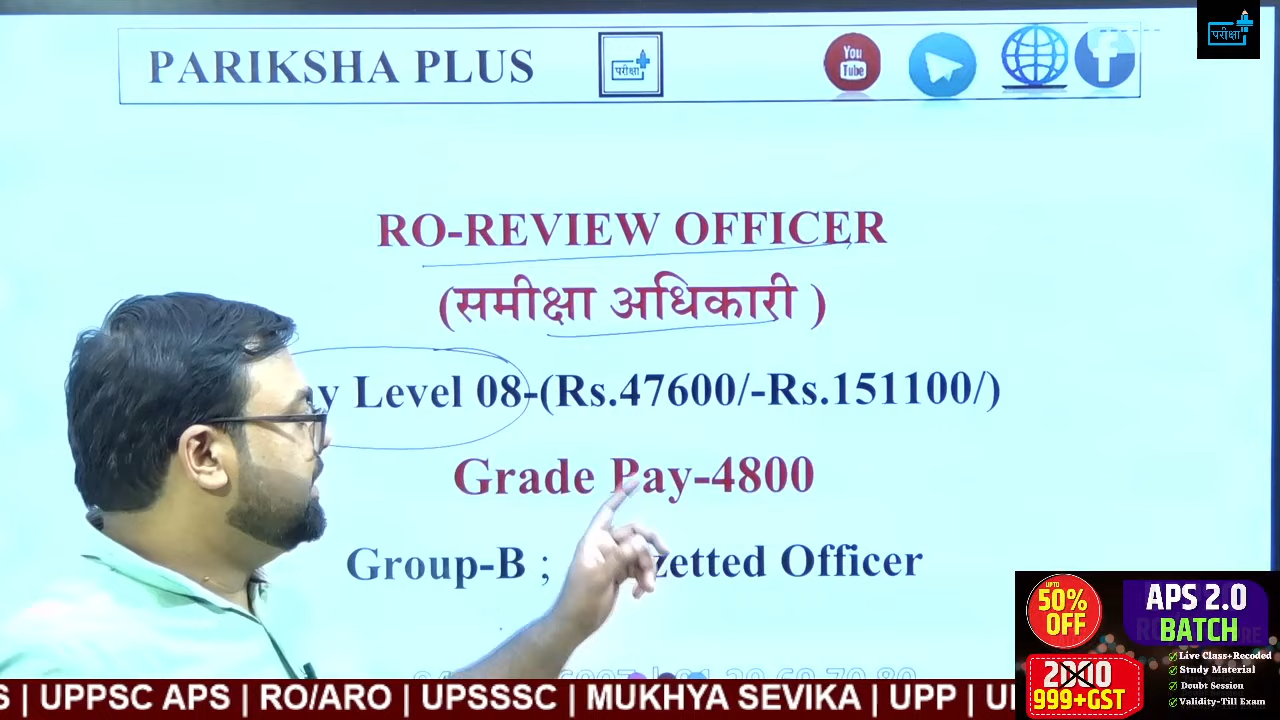 PARIKSHA PLUS
परीक्षा
You
Tube
परीक्षा
RO-REVIEW OFFICER
(समीक्षा अधिकारी )
Level 08-(Rs.47600/-Rs.151100/)
Grade Pay-4800
Group-B ; Officer
UPTO
50%
OFF
APS 2.0
BATCH
Live Class+Recoded
Study Material
Doubt Session
Validity-Till Exam
999+GST
S | UPPSC APS | RO/ARO | UPSSSC | MUKHYA SEVIKA | UPP |